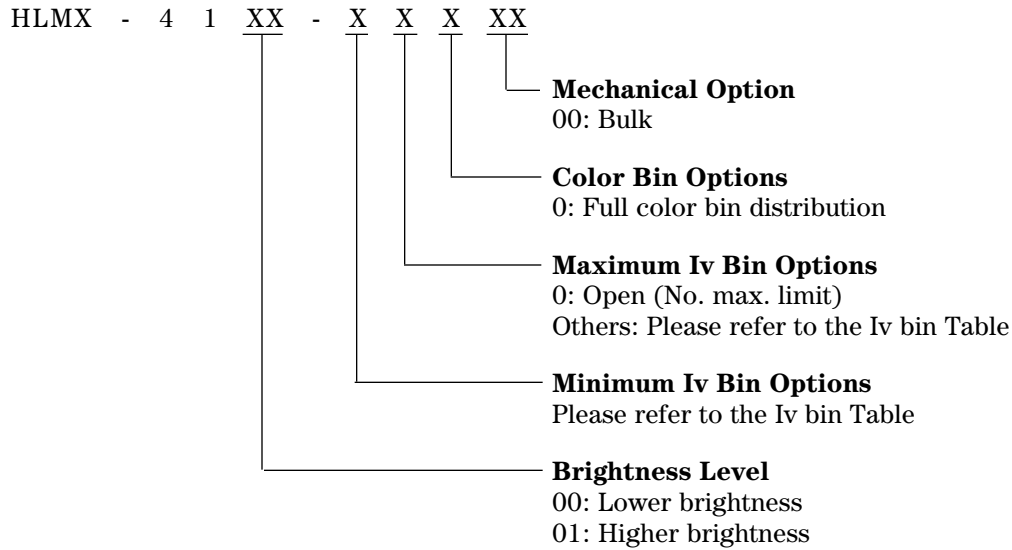 HLMX - 4 1 XX - X X X XX
Mechanical Option
00: Bulk
Color Bin Options
0: Full color bin distribution
Maximum Iv Bin Options
0: Open (No. max. limit)
Others: Please refer to the Iv bin Table
Minimum Iv Bin Options
Please refer to the Iv bin Table
Brightness Level
00: Lower brightness
01: Higher brightness